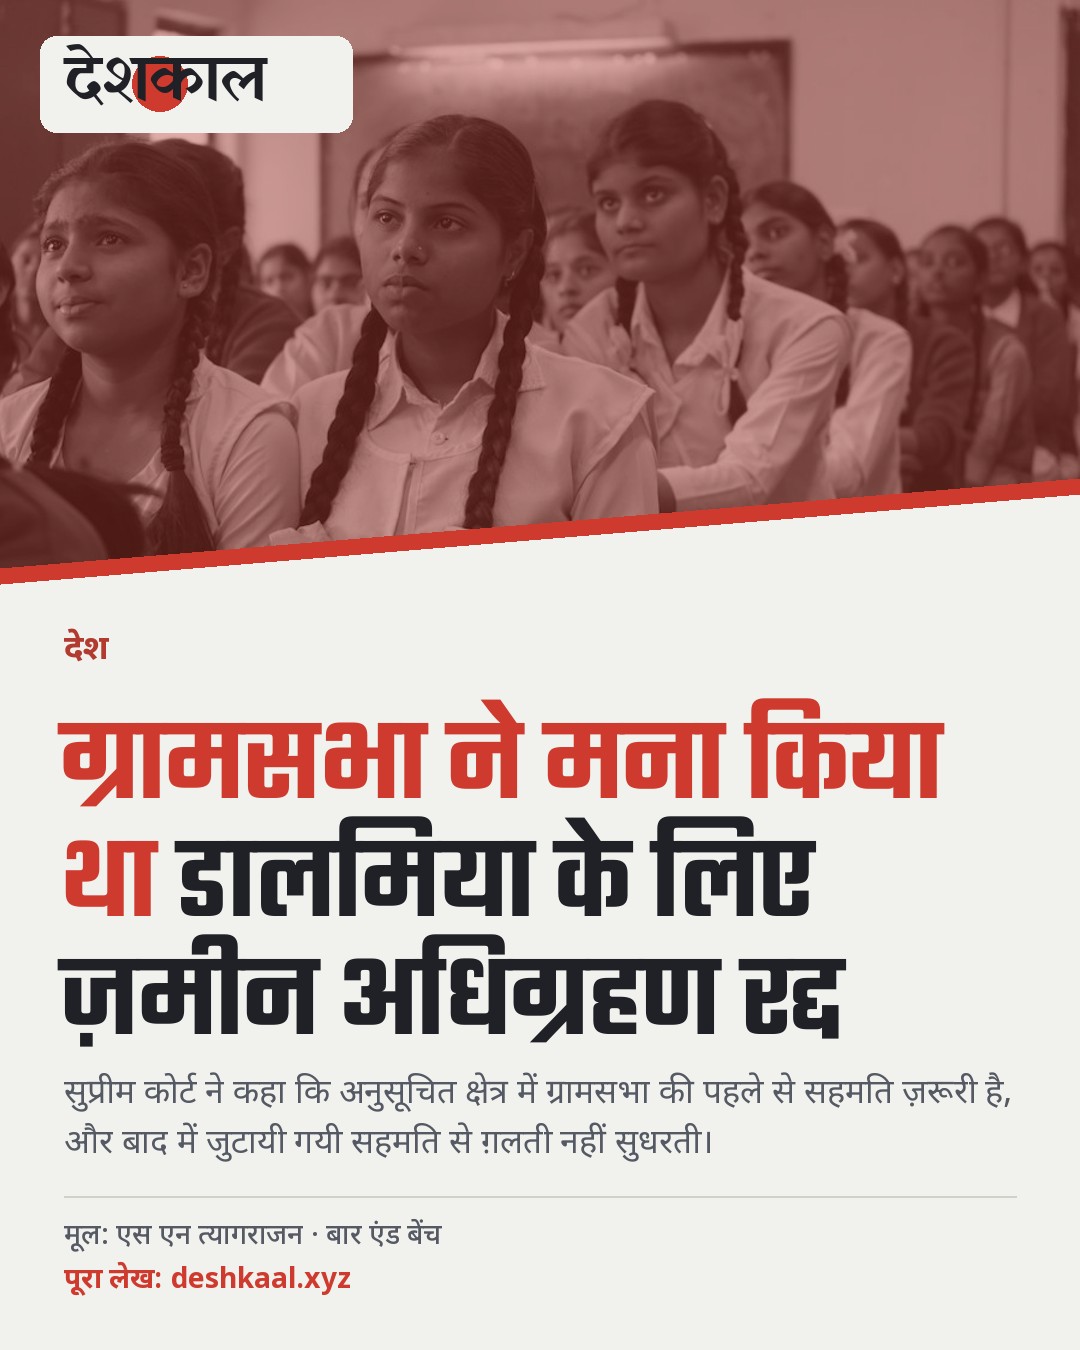 देशकाल
देश
ग्रामसभा ने मना किया
था डालमिया के लिए
ज़मीन अधिग्रहण रद्द
सुप्रीम कोर्ट ने कहा कि अनुसूचित क्षेत्र में ग्रामसभा की पहले से सहमति ज़रूरी है,
और बाद में जुटायी गयी सहमति से ग़लती नहीं सुधरती।
मूल: एस एन त्यागराजन · बार एंड बेंच
पूरा लेख: deshkaal.xyz